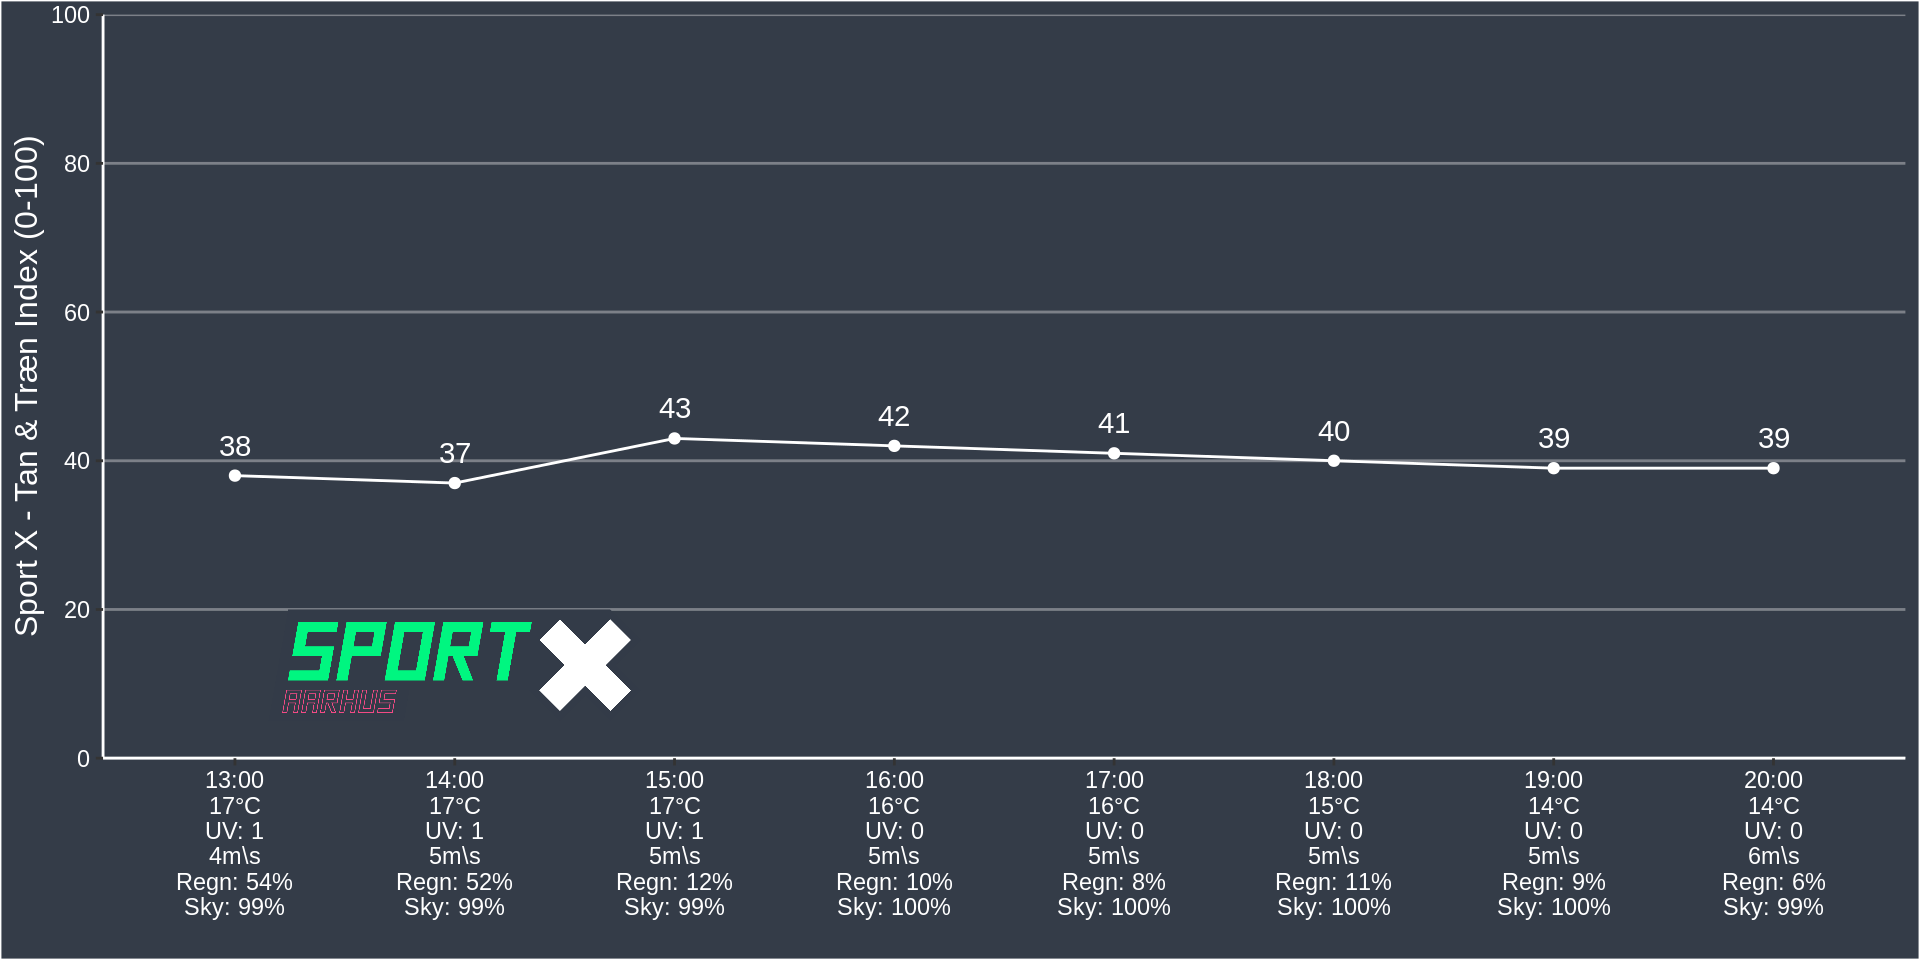 Sport X - Tan & Træn Index (0-100)
100
80
60
40
20
0
38
37
43
42
41
40
39
39
SPORT X
AARHUS
13:00 14:00 15:00 16:00 17:00 18:00 19:00 20:00
17°C 17°C 17°C 16°C 16°C 15°C 14°C 14°C
UV: 1 UV: 1 UV: 1 UV: 0 UV: 0 UV: 0 UV: 0 UV: 0
4m\s 5m\s 5m\s 5m\s 5m\s 5m\s 5m\s 6m\s
Regn: 54% Regn: 52% Regn: 12% Regn: 10% Regn: 8% Regn: 11% Regn: 9% Regn: 6%
Sky: 99% Sky: 99% Sky: 99% Sky: 100% Sky: 100% Sky: 100% Sky: 100% Sky: 99%